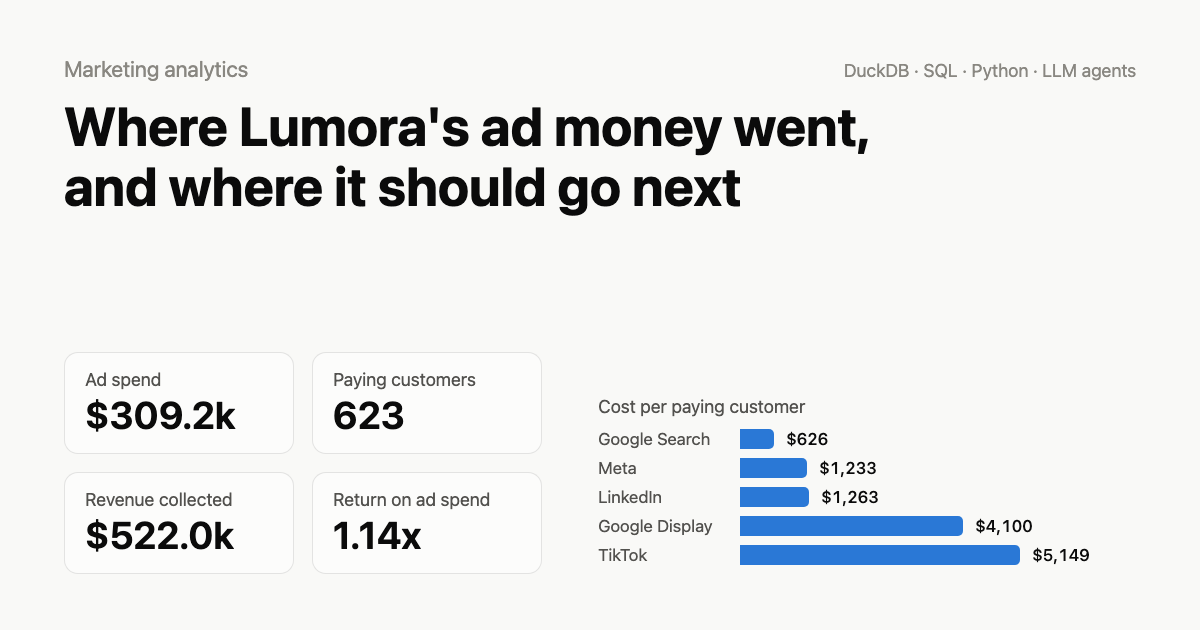 Marketing analytics
DuckDB · SQL · Python · LLM agents
Where Lumora's ad money went,
and where it should go next
Ad spend
$309.2k
Paying customers
623
Revenue collected
$522.0k
Return on ad spend
1.14x
Cost per paying customer
Google Search $626
Meta $1,233
LinkedIn $1,263
Google Display $4,100
TikTok $5,149